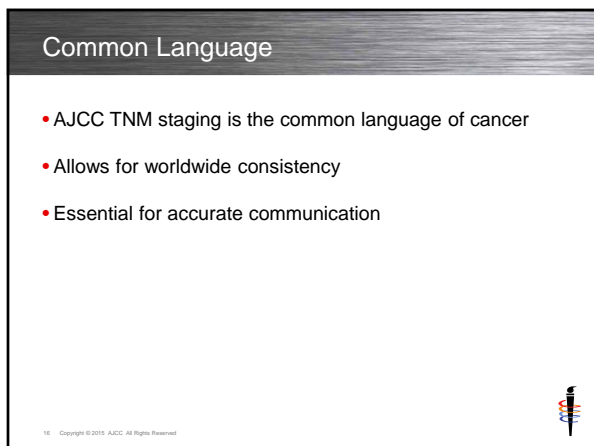 Common Language
• AJCC TNM staging is the common language of cancer
• Allows for worldwide consistency
• Essential for accurate communication
16 Copyright © 2015 AJCC All Rights Reserved